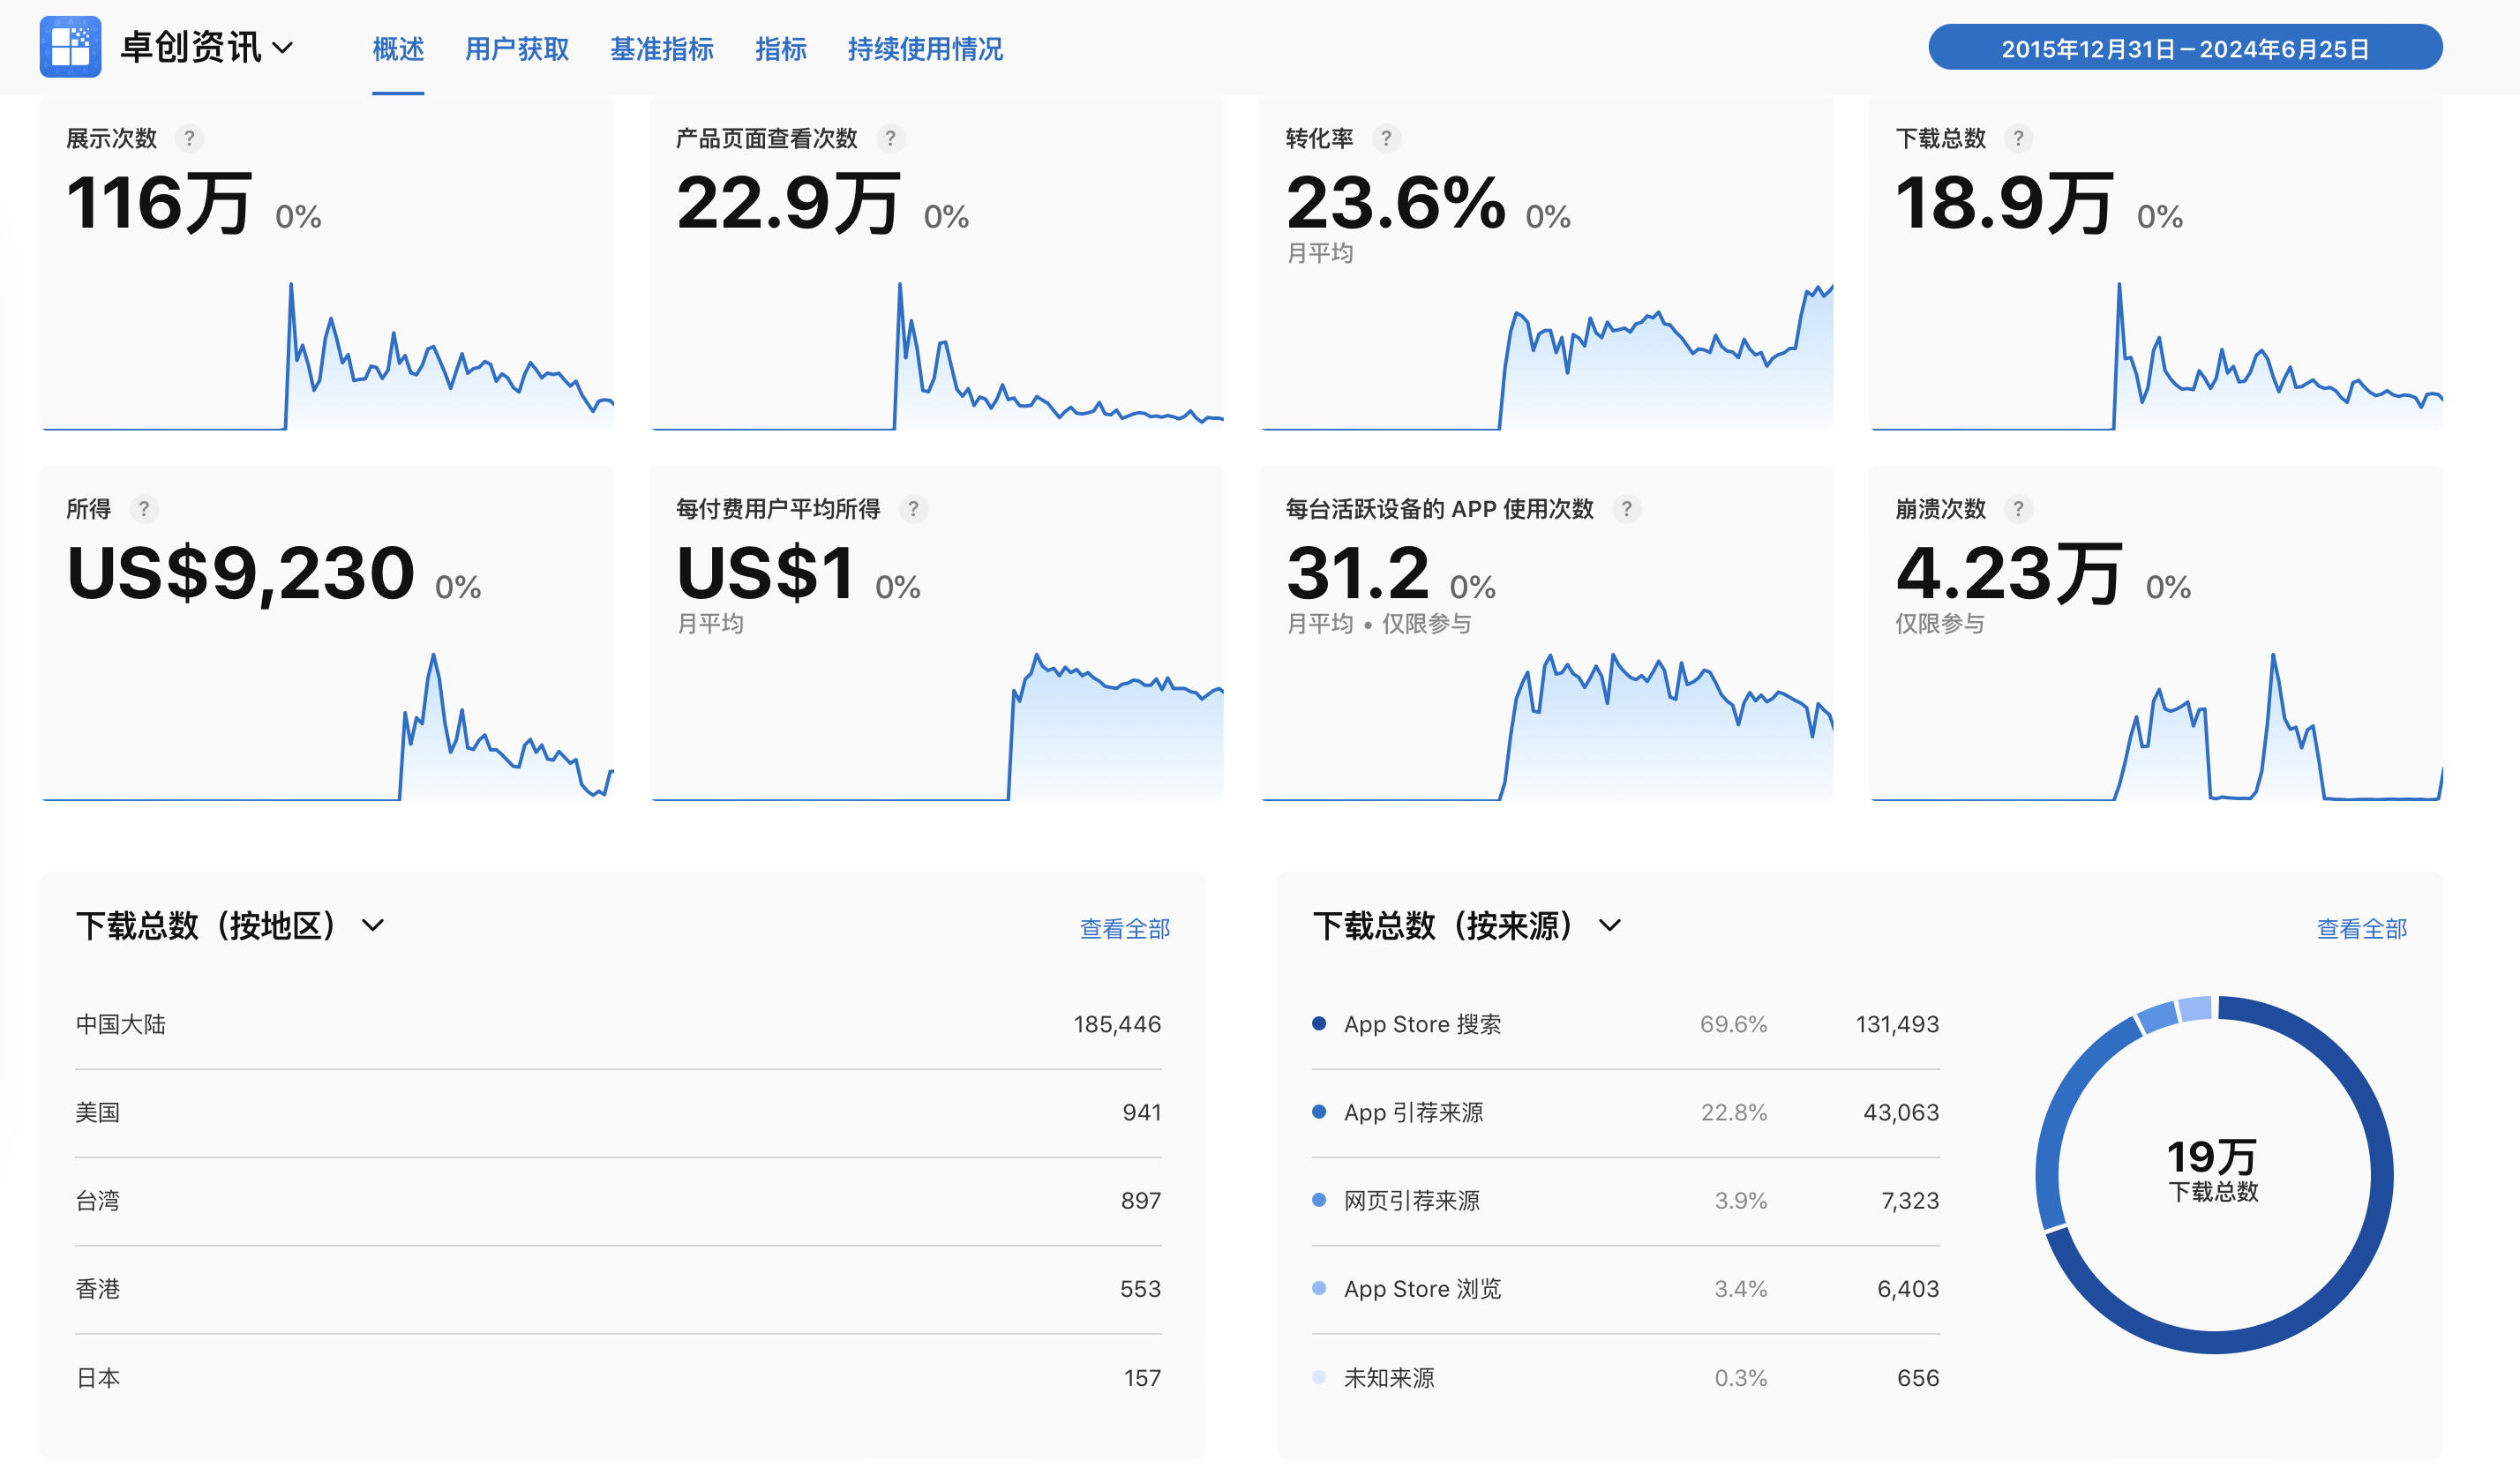 卓创资讯
概述 用户获取 基准指标 指标 持续使用情况
2015年12月31日－2024年6月25日
展示次数 ?
116万 0%
产品页面查看次数 ?
22.9万 0%
转化率 ?
23.6% 0%
月平均
下载总数 ?
18.9万 0%
所得 ?
US$9,230 0%
每付费用户平均所得 ?
US$1 0%
月平均
每台活跃设备的 APP 使用次数 ?
31.2 0%
月平均 • 仅限参与
崩溃次数 ?
4.23万 0%
仅限参与
下载总数（按地区） 查看全部
中国大陆 185,446
美国 941
台湾 897
香港 553
日本 157
下载总数（按来源） 查看全部
App Store 搜索 69.6% 131,493
App 引荐来源 22.8% 43,063
网页引荐来源 3.9% 7,323
App Store 浏览 3.4% 6,403
未知来源 0.3% 656
19万
下载总数